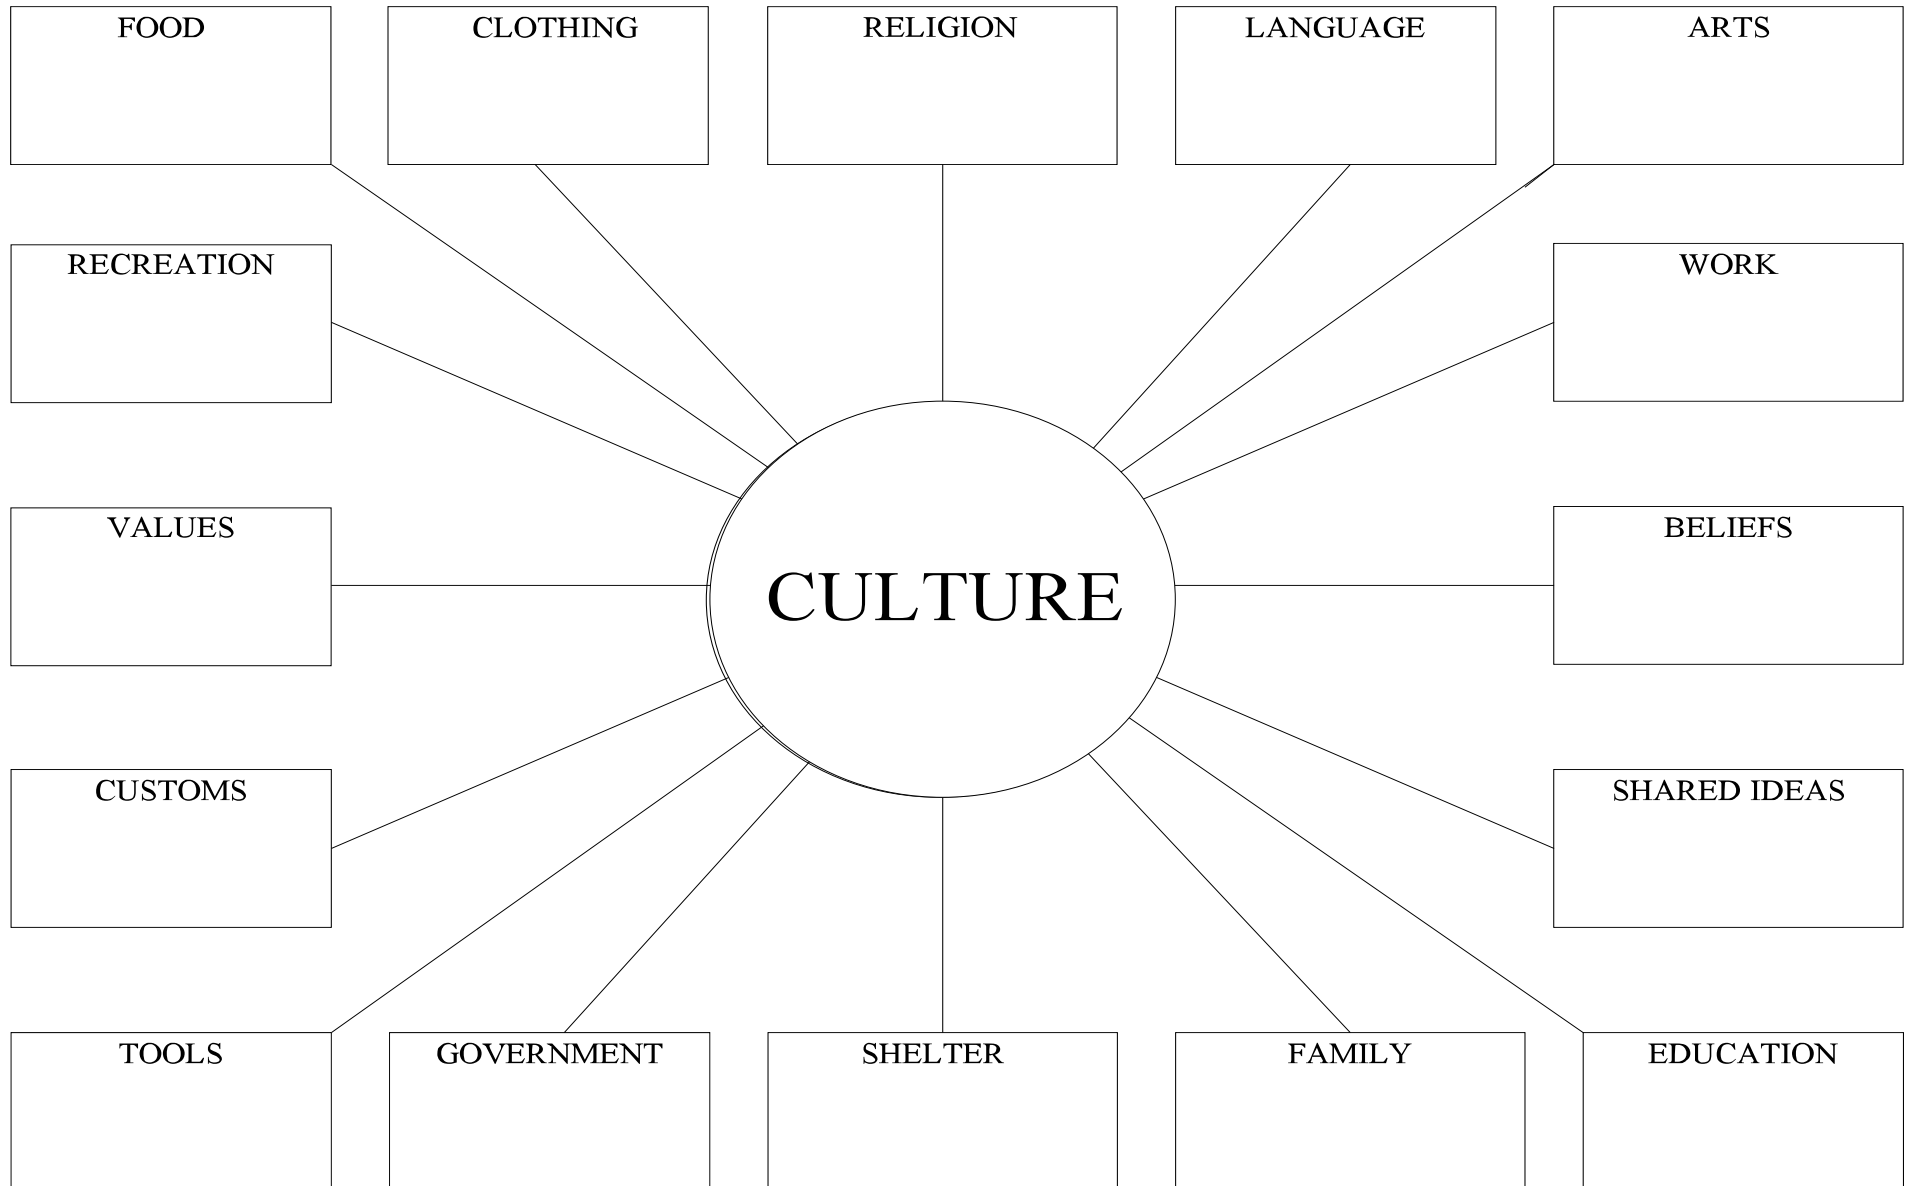 FOOD
CLOTHING
RELIGION
LANGUAGE
ARTS
RECREATION
WORK
VALUES
BELIEFS
CULTURE
CUSTOMS
SHARED IDEAS
TOOLS
GOVERNMENT
SHELTER
FAMILY
EDUCATION